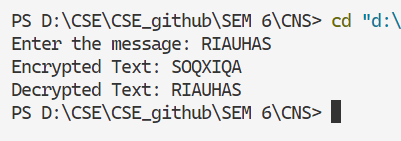 PS D:\CSE\CSE_github\SEM 6\CNS> cd "d:\
Enter the message: RIAUHAS
Encrypted Text: SOQXIQA
Decrypted Text: RIAUHAS
PS D:\CSE\CSE_github\SEM 6\CNS>